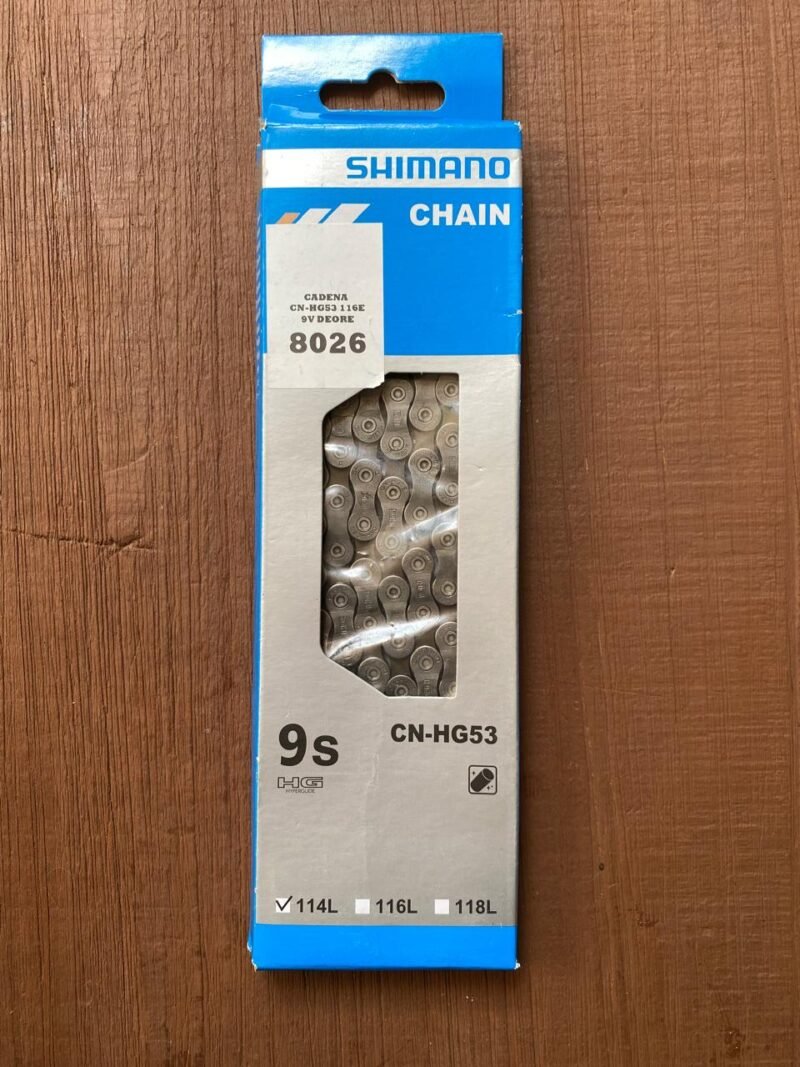 SHIMANO
CHAIN
CADENA
CN-HG53 116E
9V DEORE
8026
9s
CN-HG53
HG
HYPERGLIDE
114L 116L 118L